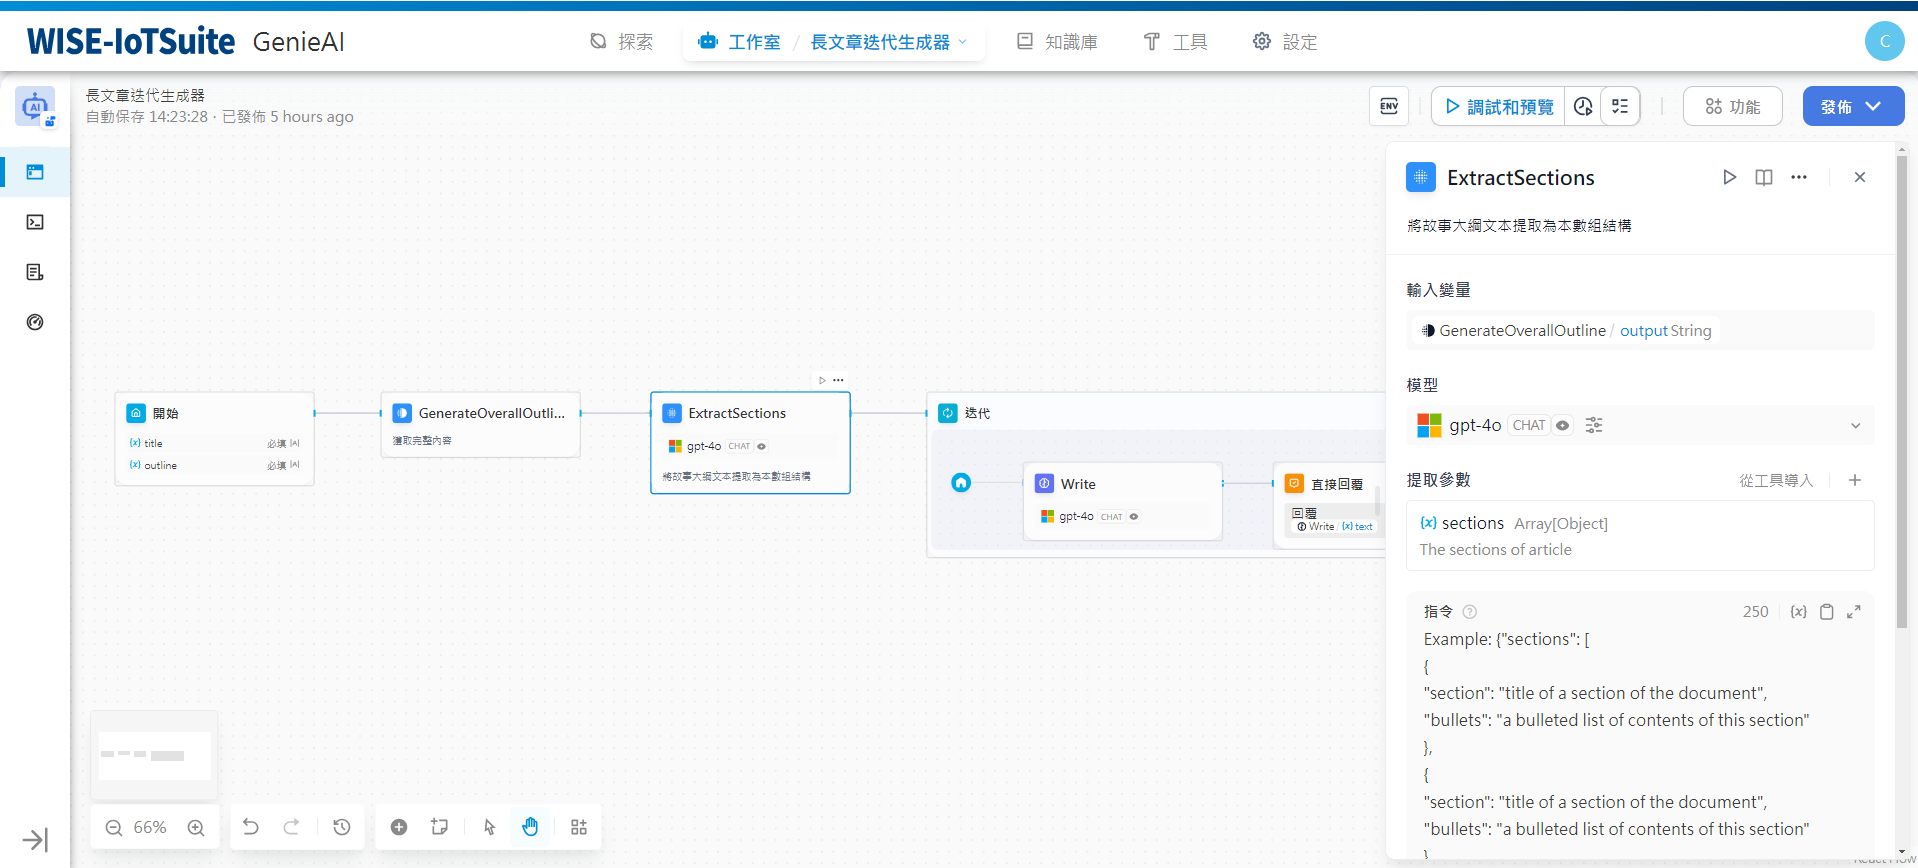 WISE-IoTSuite GenieAI
探索
工作室 / 長文章迭代生成器
知識庫
工具
設定
C
長文章迭代生成器
自動保存 14:23:28 · 已發佈 5 hours ago
ENV
調試和預覽
功能
發佈
開始
{x} title 必填
{x} outline 必填
GenerateOverallOutli...
獲取完整內容
ExtractSections
gpt-4o CHAT
將故事大綱文本提取為本數組結構
迭代
Write
gpt-4o CHAT
直接回覆
回覆
Write / {x} text
66%
ExtractSections
將故事大綱文本提取為本數組結構
輸入變量
GenerateOverallOutline / output String
模型
gpt-4o CHAT
提取參數 從工具導入
{x} sections Array[Object]
The sections of article
指令 250 {x}
Example: {"sections": [
{
"section": "title of a section of the document",
"bullets": "a bulleted list of contents of this section"
},
{
"section": "title of a section of the document",
"bullets": "a bulleted list of contents of this section"
}
React Flow